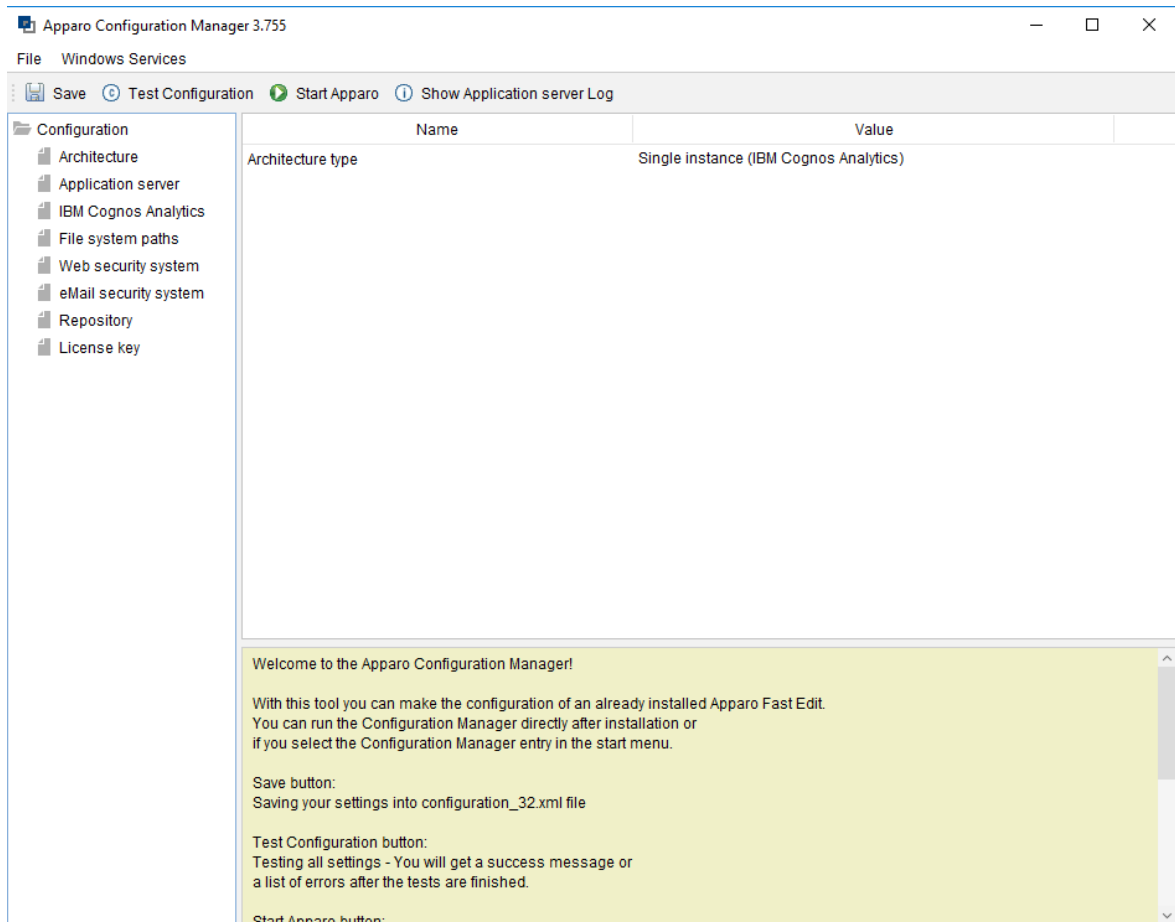 Apparo Configuration Manager 3.755
File Windows Services
Save Test Configuration Start Apparo Show Application server Log
Configuration
Architecture
Application server
IBM Cognos Analytics
File system paths
Web security system
eMail security system
Repository
License key
Name Value
Architecture type Single instance (IBM Cognos Analytics)
Welcome to the Apparo Configuration Manager!
With this tool you can make the configuration of an already installed Apparo Fast Edit.
You can run the Configuration Manager directly after installation or
if you select the Configuration Manager entry in the start menu.
Save button:
Saving your settings into configuration_32.xml file
Test Configuration button:
Testing all settings - You will get a success message or
a list of errors after the tests are finished.
Start Apparo button: